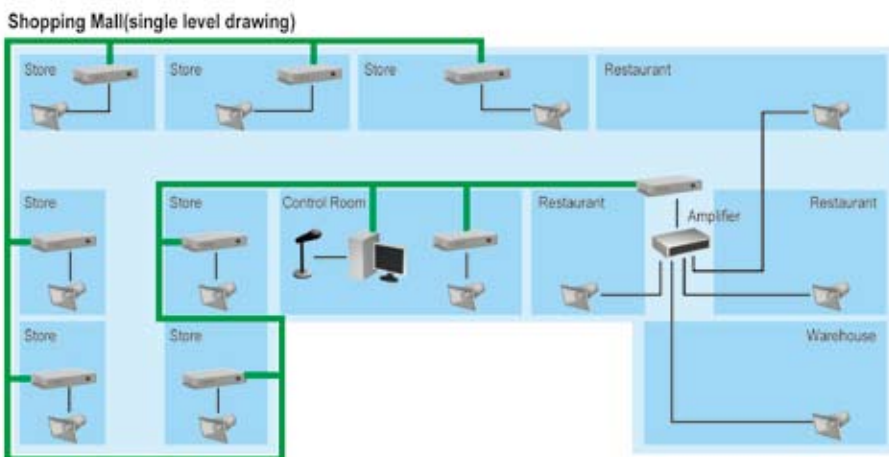 Shopping Mall(single level drawing)
Store
Store
Store
Restaurant
Store
Store
Control Room
Restaurant
Amplifier
Restaurant
Store
Store
Warehouse